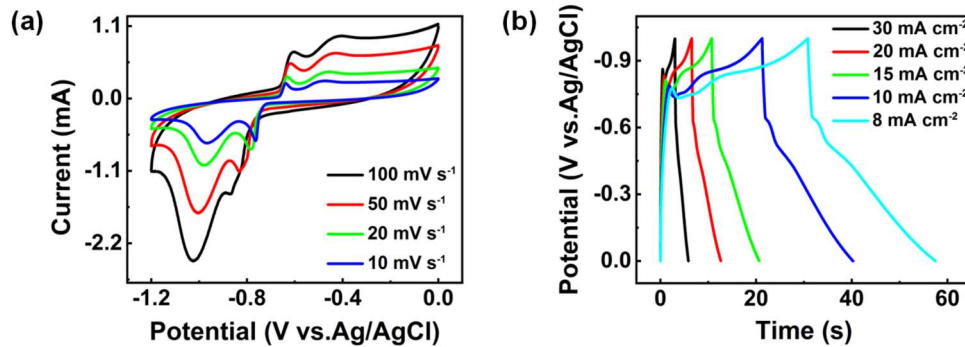 (a)
Current (mA)
1.1
0.0
-1.1
-2.2
100 mV s⁻¹
50 mV s⁻¹
20 mV s⁻¹
10 mV s⁻¹
-1.2
-0.8
-0.4
0.0
Potential (V vs.Ag/AgCl)
(b)
Potential (V vs.Ag/AgCl)
-0.9
-0.6
-0.3
0.0
30 mA cm⁻²
20 mA cm⁻²
15 mA cm⁻²
10 mA cm⁻²
8 mA cm⁻²
0
20
40
60
Time (s)